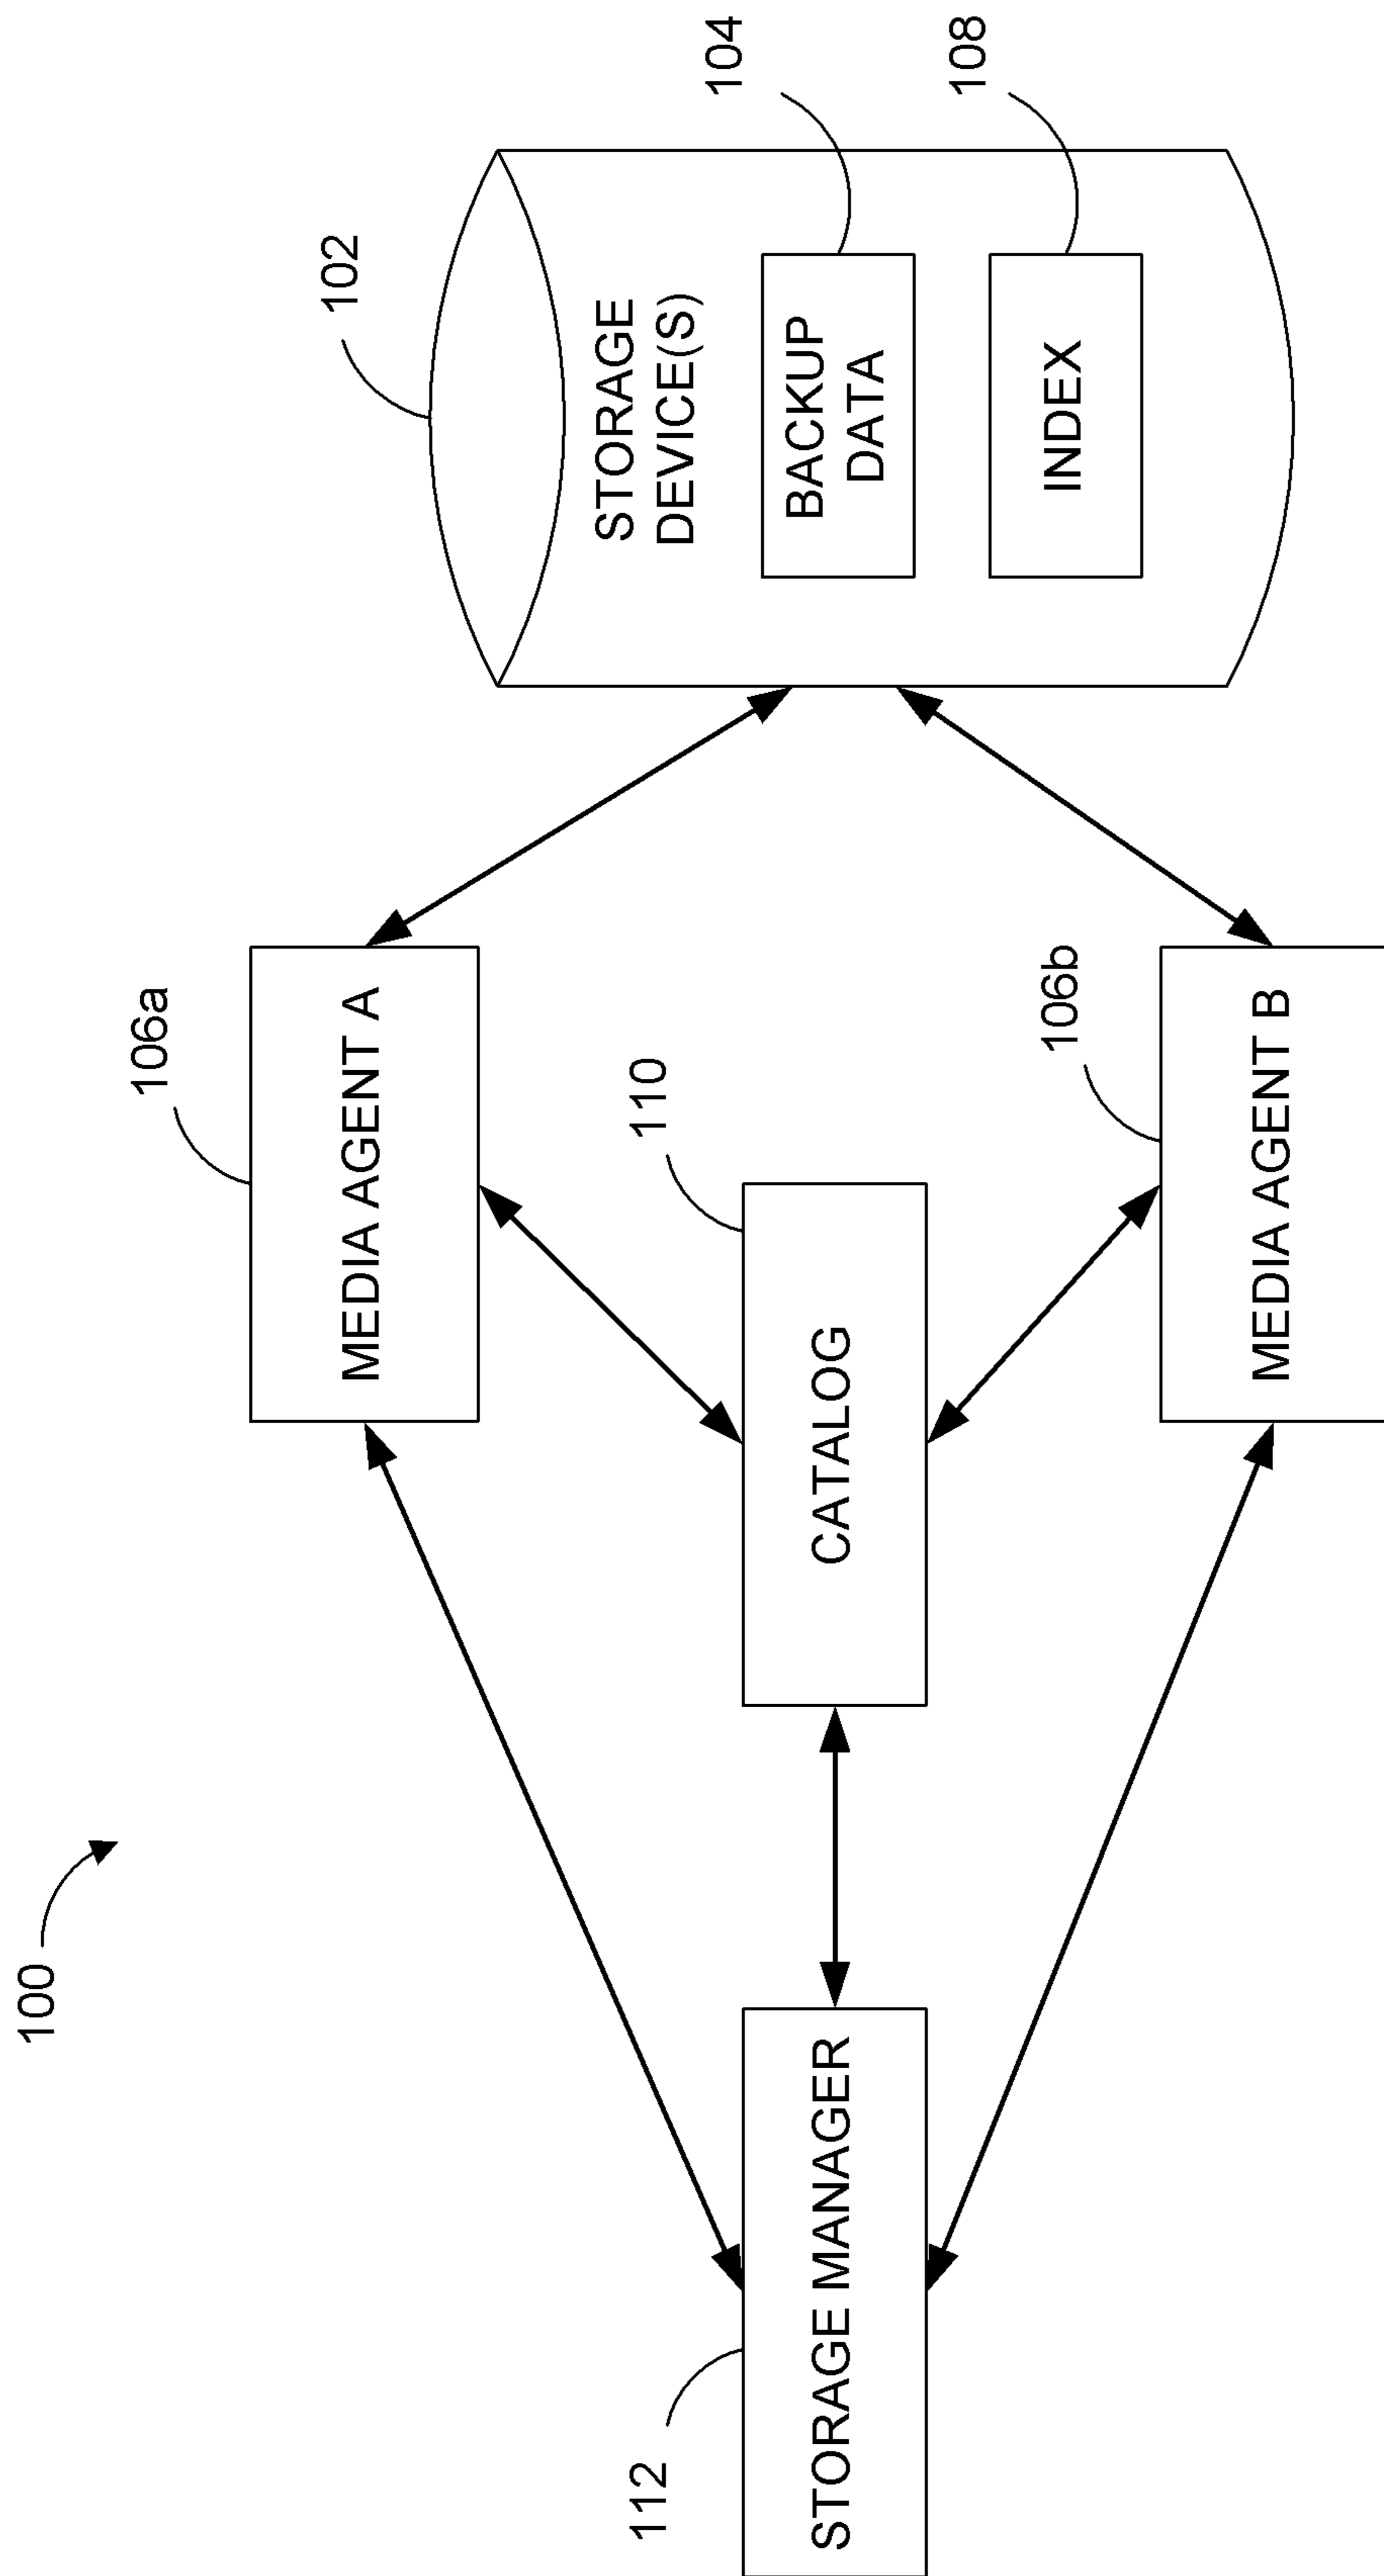 100
102
STORAGE
DEVICE(S)
104
BACKUP
DATA
108
INDEX
106a
MEDIA AGENT A
110
CATALOG
106b
MEDIA AGENT B
112
STORAGE MANAGER